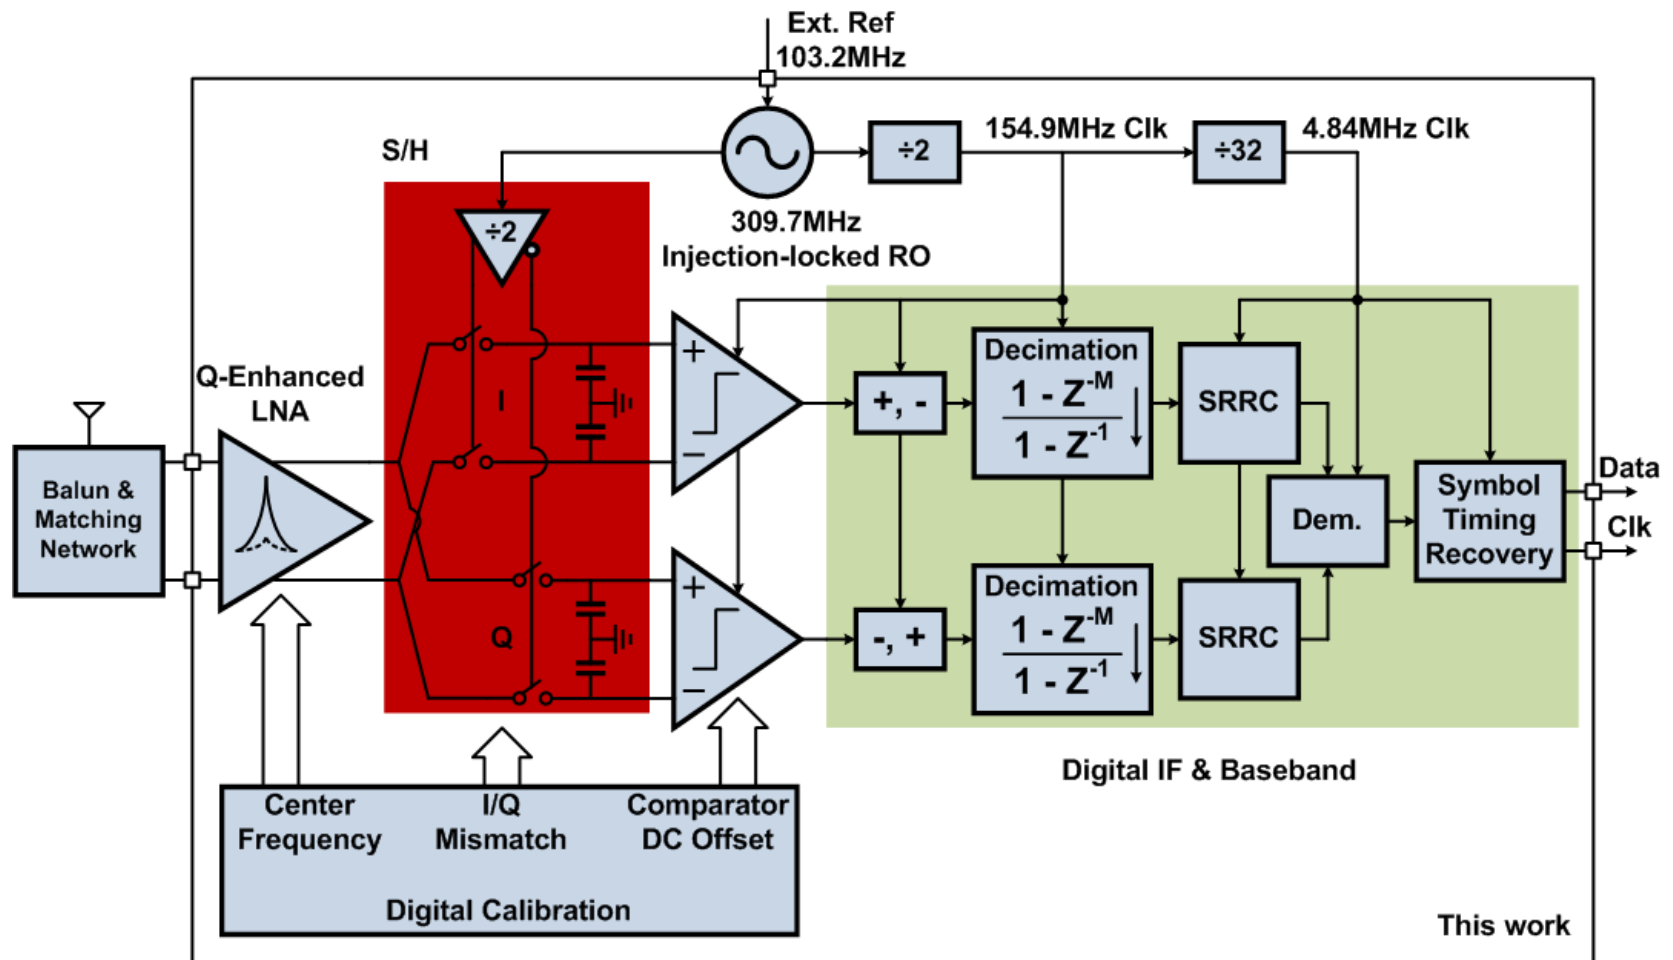 Ext. Ref
103.2MHz
S/H
÷2
154.9MHz Clk
÷32
4.84MHz Clk
÷2
309.7MHz
Injection-locked RO
Q-Enhanced
LNA
I
Q
+
−
+
−
+, -
-, +
Decimation
1 - Z^-M
1 - Z^-1
Decimation
1 - Z^-M
1 - Z^-1
SRRC
SRRC
Dem.
Symbol
Timing
Recovery
Data
Clk
Balun &
Matching
Network
Digital IF & Baseband
Center
Frequency
I/Q
Mismatch
Comparator
DC Offset
Digital Calibration
This work